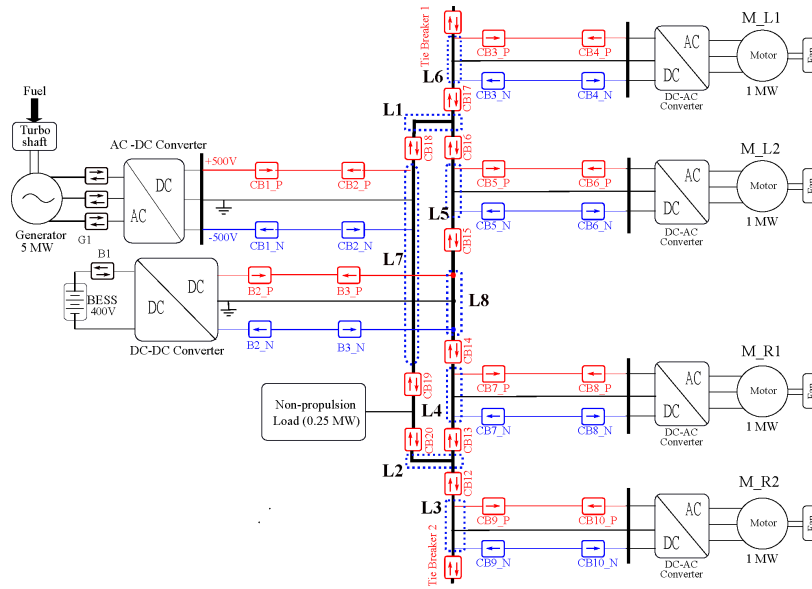 Tie Breaker 1
M_L1
CB3_P
CB4_P
AC
DC
Motor
L6
CB3_N
CB4_N
DC-AC
Converter
1 MW
CB17
Fuel
Turbo
shaft
AC -DC Converter
L1
CB18
CB16
M_L2
+500V
CB1_P
CB2_P
CB5_P
CB6_P
AC
DC
Motor
DC
AC
L5
CB5_N
CB6_N
DC-AC
Converter
1 MW
Generator
5 MW
G1
-500V
CB1_N
CB2_N
CB15
L7
B1
BESS
400V
DC
DC
B2_P
B3_P
L8
B2_N
B3_N
DC-DC Converter
CB14
M_R1
CB19
CB7_P
CB8_P
AC
DC
Motor
Fan
Non-propulsion
Load (0.25 MW)
L4
CB7_N
CB8_N
DC-AC
Converter
1 MW
CB20
CB13
L2
CB12
M_R2
L3
CB9_P
CB10_P
AC
DC
Motor
CB9_N
CB10_N
DC-AC
Converter
1 MW
Tie Breaker 2